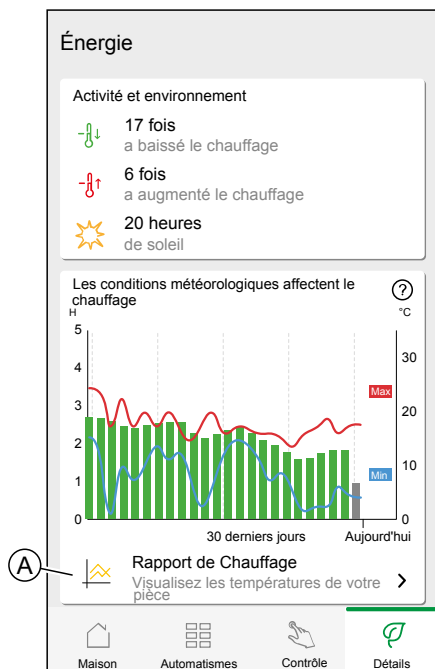 Énergie
Activité et environnement
17 fois
a baissé le chauffage
6 fois
a augmenté le chauffage
20 heures
de soleil
Les conditions météorologiques affectent le
chauffage
?
H
°C
5
4
3
2
1
0
30
20
10
0
Max
Min
30 derniers jours
Aujourd'hui
A
Rapport de Chauffage
Visualisez les températures de votre
pièce
Maison
Automatismes
Contrôle
Détails